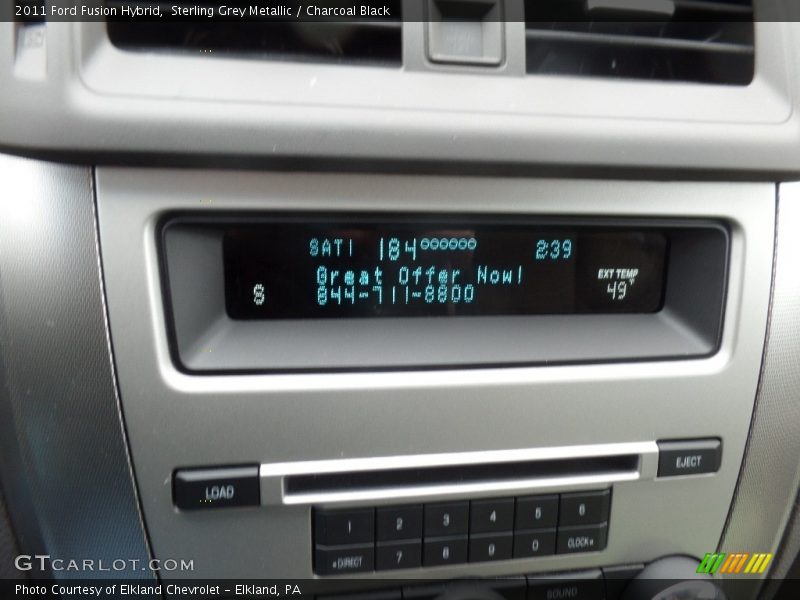 2011 Ford Fusion Hybrid, Sterling Grey Metallic / Charcoal Black
SAT1 184 2:39
Great Offer Now!
EXT TEMP
S 844-711-8800 49°
LOAD
EJECT
1 2 3 4 5 6
DIRECT 7 8 9 0 CLOCK
SOUND
GTCARLOT.COM
Photo Courtesy of Elkland Chevrolet - Elkland, PA